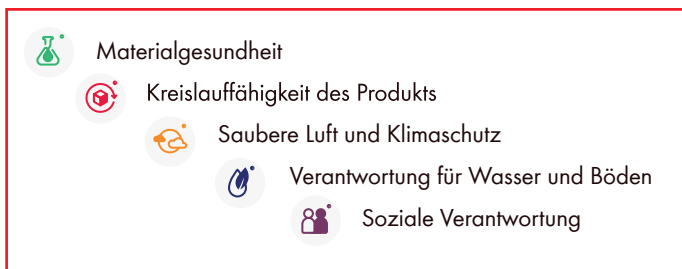 Materialgesundheit
Kreislauffähigkeit des Produkts
Saubere Luft und Klimaschutz
Verantwortung für Wasser und Böden
Soziale Verantwortung